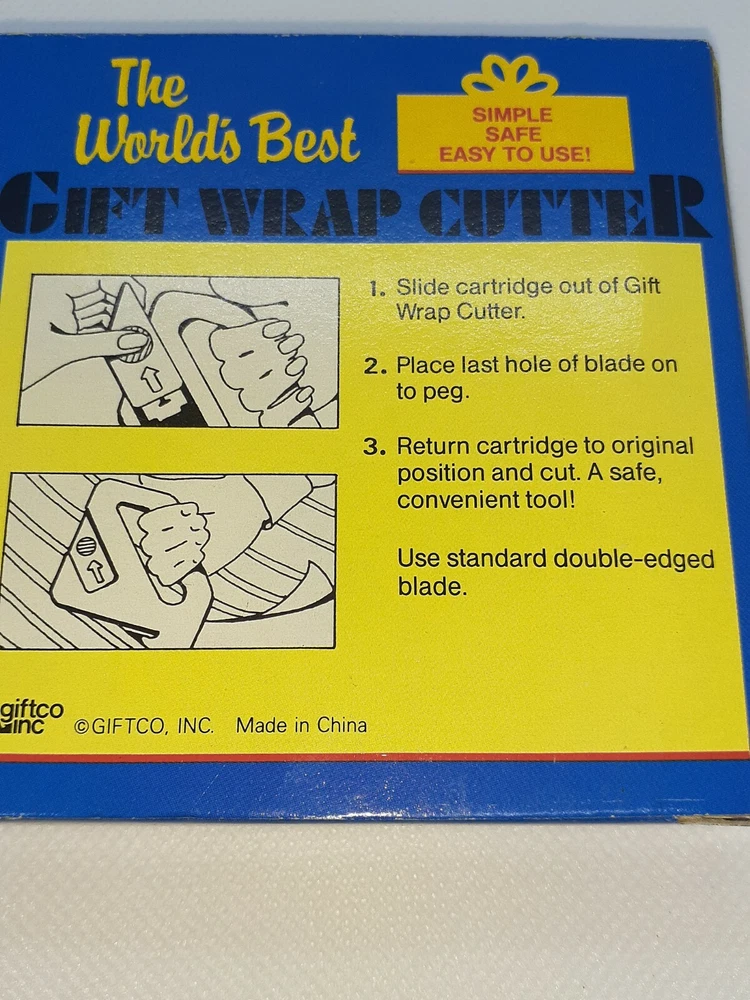 The
World's Best
SIMPLE
SAFE
EASY TO USE!
GIFT WRAP CUTTER
1. Slide cartridge out of Gift
Wrap Cutter.
2. Place last hole of blade on
to peg.
3. Return cartridge to original
position and cut. A safe,
convenient tool!
Use standard double-edged
blade.
giftco
inc
©GIFTCO, INC. Made in China